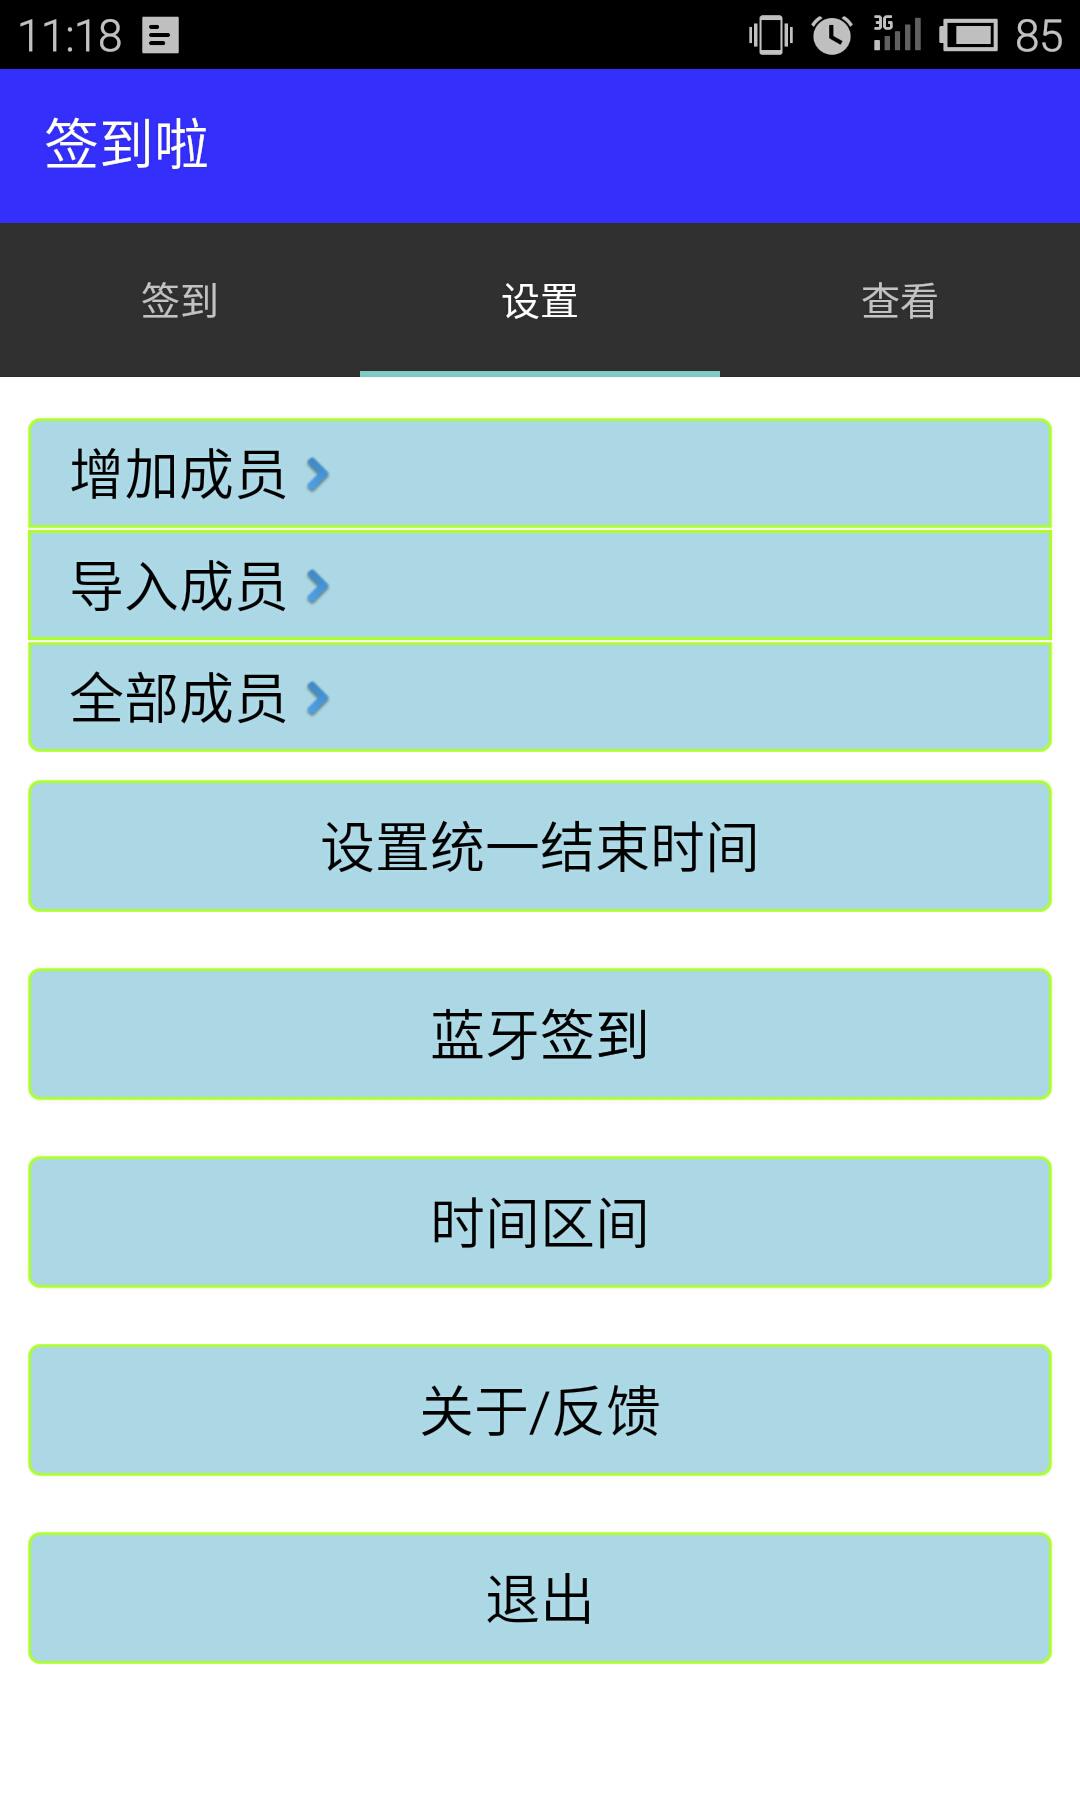 11:18 3G 85
签到啦
签到 设置 查看
增加成员
导入成员
全部成员
设置统一结束时间
蓝牙签到
时间区间
关于/反馈
退出